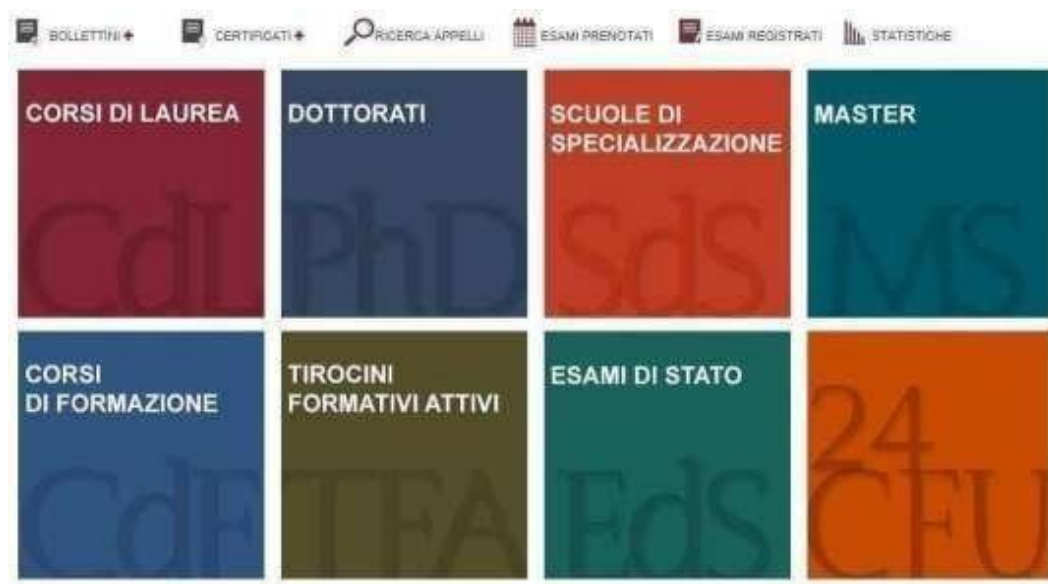 BOLLETTINI+ CERTIFICATI+ RICERCA APPELLI ESAMI PRENOTATI ESAMI REGISTRATI STATISTICHE
CORSI DI LAUREA
CdL
DOTTORATI
PhD
SCUOLE DI
SPECIALIZZAZIONE
SdS
MASTER
MS
CORSI
DI FORMAZIONE
CdF
TIROCINI
FORMATIVI ATTIVI
TFA
ESAMI DI STATO
EdS
24
CFU